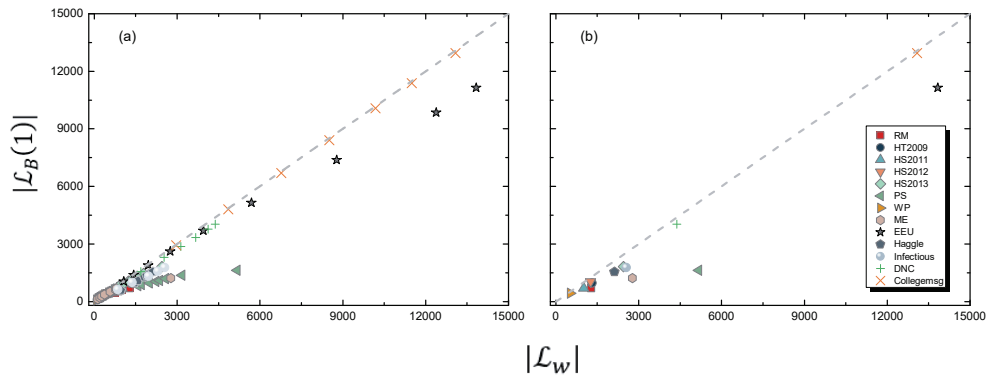 (a)
(b)
|ℒ_B(1)|
15000
12000
9000
6000
3000
0
0 3000 6000 9000 12000 15000
0 3000 6000 9000 12000 15000
RM
HT2009
HS2011
HS2012
HS2013
PS
WP
ME
EEU
Haggle
Infectious
DNC
Collegemsg
|ℒ_w|